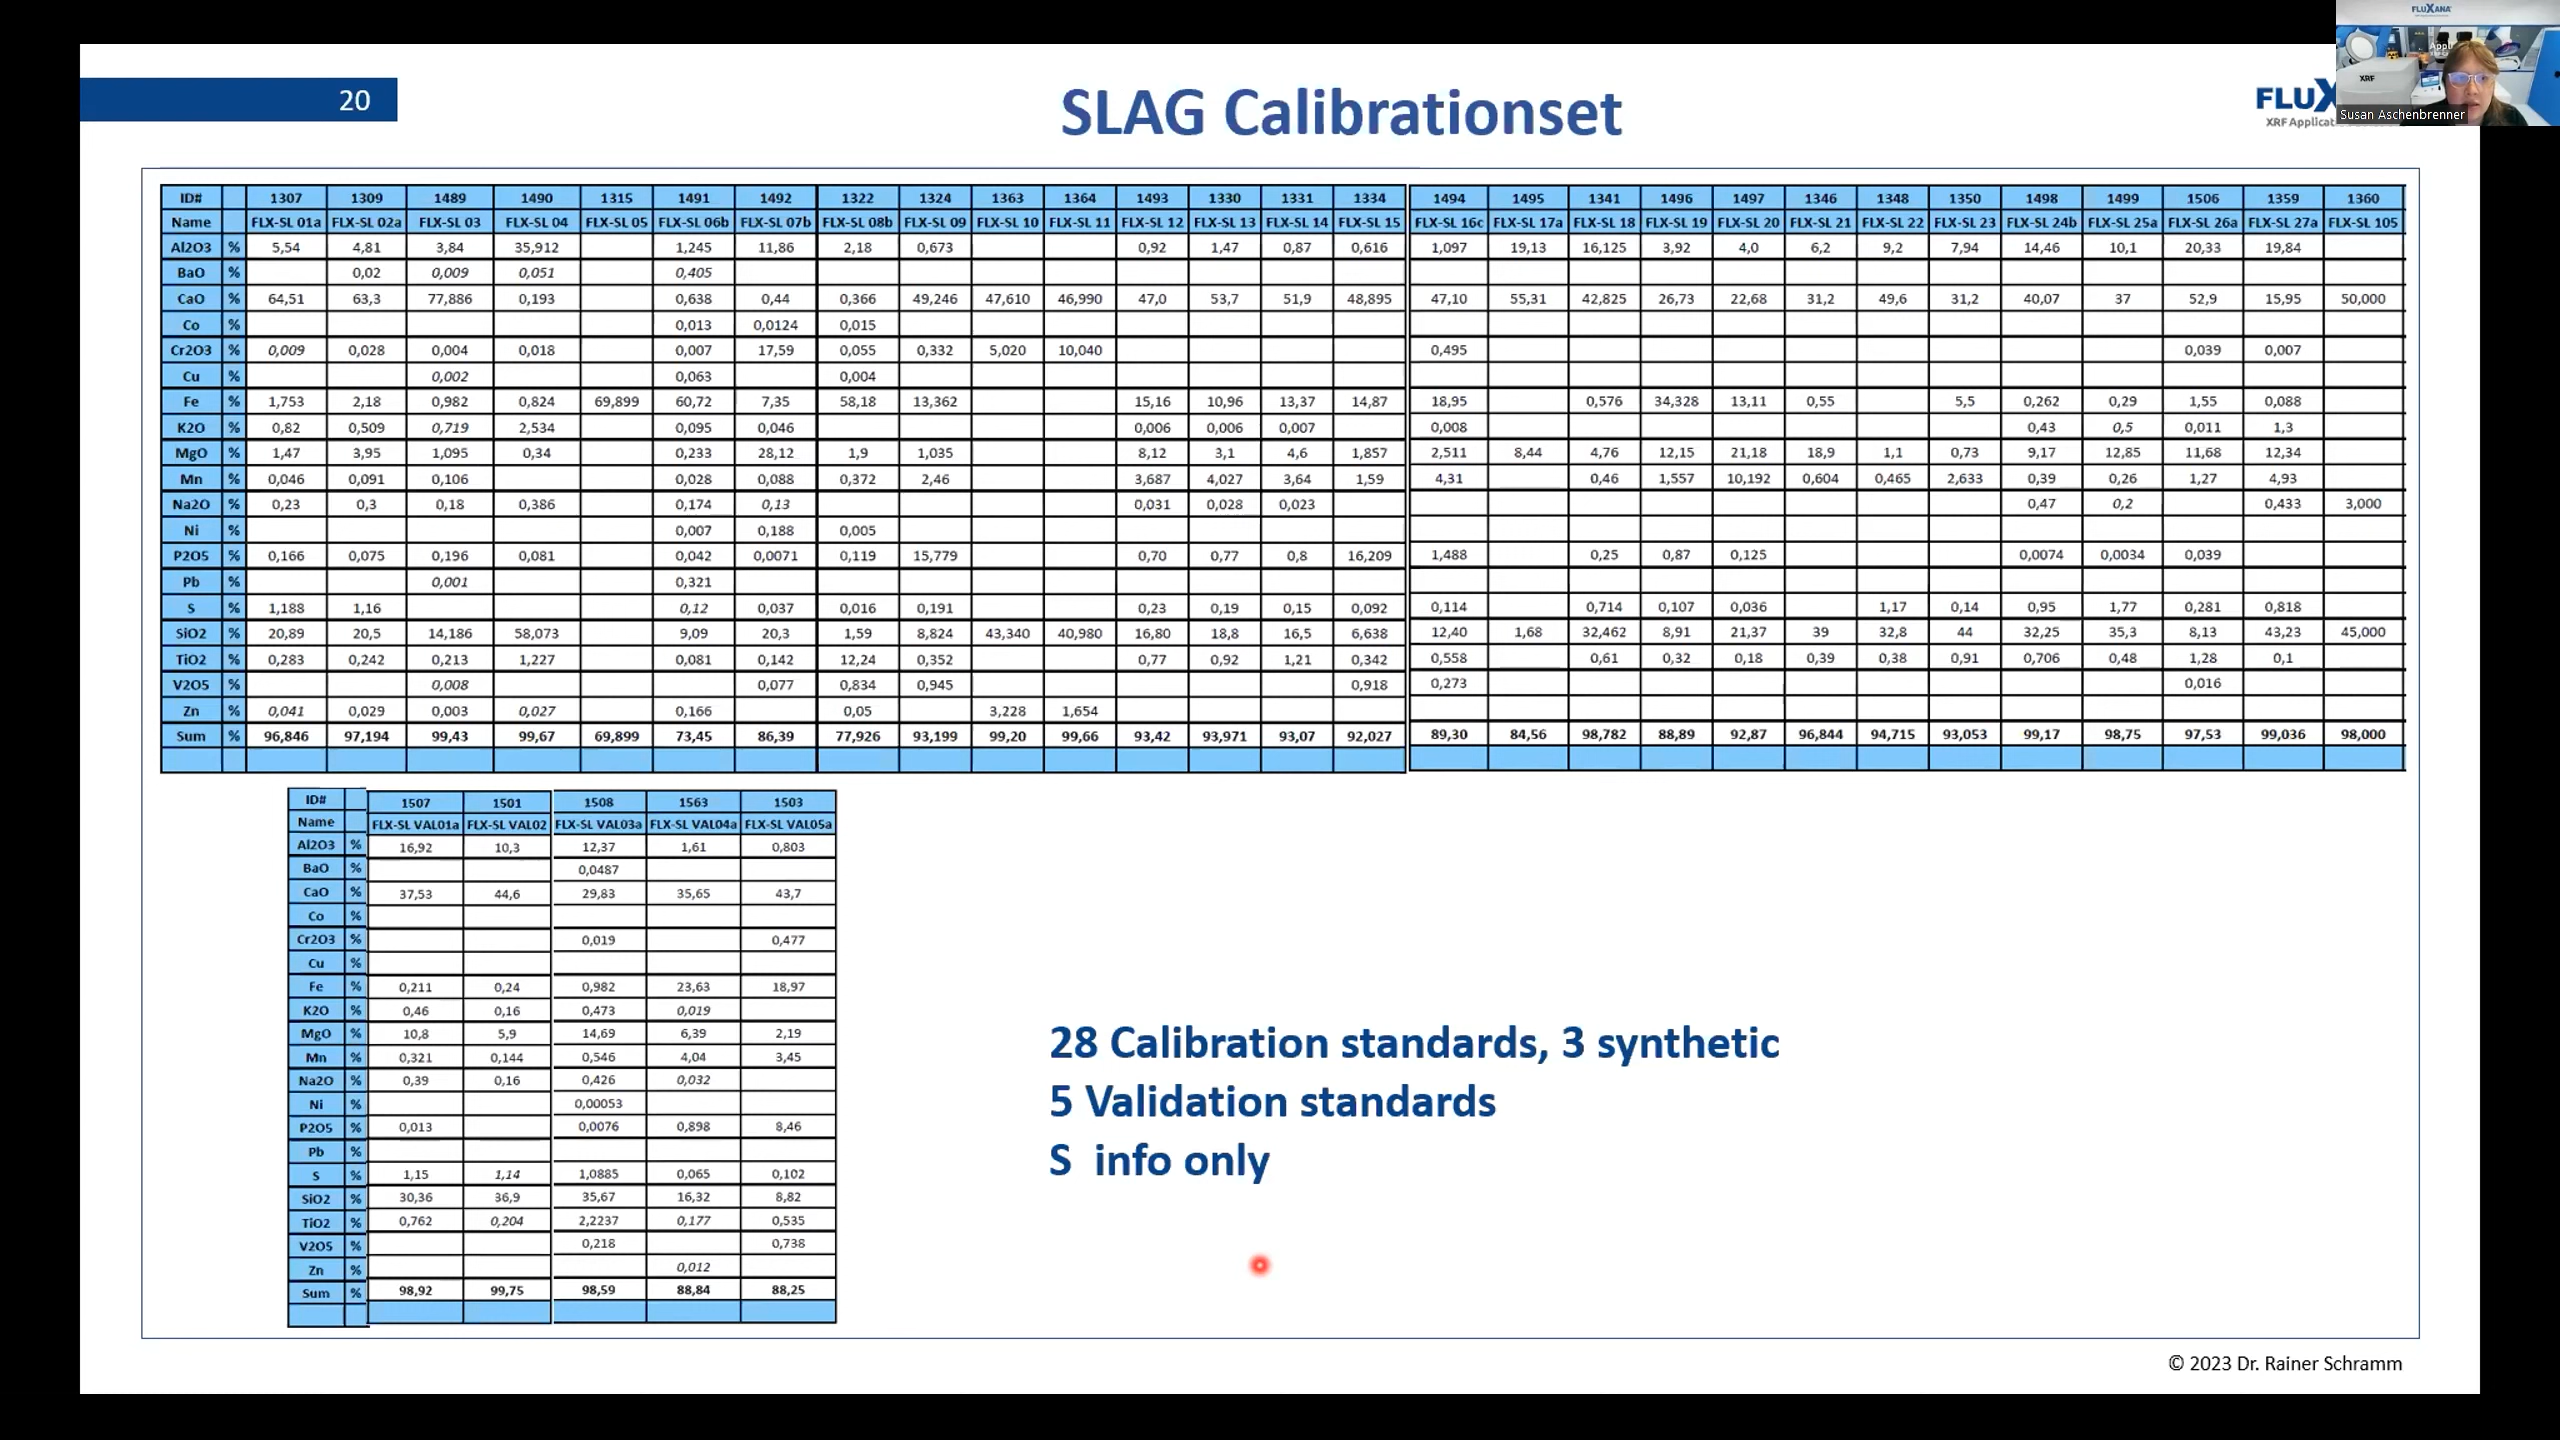 FLUXANA
XRF
Susan Aschenbrenner
20
SLAG Calibrationset
FLUX
XRF Applicat
ID# 1307 1309 1489 1490 1315 1491 1492 1322 1324 1363 1364 1493 1330 1331 1334 1494 1495 1341 1496 1497 1346 1348 1350 1498 1499 1506 1359 1360
Name FLX-SL 01a FLX-SL 02a FLX-SL 03 FLX-SL 04 FLX-SL 05 FLX-SL 06b FLX-SL 07b FLX-SL 08b FLX-SL 09 FLX-SL 10 FLX-SL 11 FLX-SL 12 FLX-SL 13 FLX-SL 14 FLX-SL 15 FLX-SL 16c FLX-SL 17a FLX-SL 18 FLX-SL 19 FLX-SL 20 FLX-SL 21 FLX-SL 22 FLX-SL 23 FLX-SL 24b FLX-SL 25a FLX-SL 26a FLX-SL 27a FLX-SL 105
Al2O3 % 5,54 4,81 3,84 35,912 1,245 11,86 2,18 0,673 0,92 1,47 0,87 0,616 1,097 19,13 16,125 3,92 4,0 6,2 9,2 7,94 14,46 10,1 20,33 19,84
BaO % 0,02 0,009 0,051 0,405
CaO % 64,51 63,3 77,886 0,193 0,638 0,44 0,366 49,246 47,610 46,990 47,0 53,7 51,9 48,895 47,10 55,31 42,825 26,73 22,68 31,2 49,6 31,2 40,07 37 52,9 15,95 50,000
Co % 0,013 0,0124 0,015
Cr2O3 % 0,009 0,028 0,004 0,018 0,007 17,59 0,055 0,332 5,020 10,040 0,495 0,039 0,007
Cu % 0,002 0,063 0,004
Fe % 1,753 2,18 0,982 0,824 69,899 60,72 7,35 58,18 13,362 15,16 10,96 13,37 14,87 18,95 0,576 34,328 13,11 0,55 5,5 0,262 0,29 1,55 0,088
K2O % 0,82 0,509 0,719 2,534 0,095 0,046 0,006 0,006 0,007 0,008 0,43 0,5 0,011 1,3
MgO % 1,47 3,95 1,095 0,34 0,233 28,12 1,9 1,035 8,12 3,1 4,6 1,857 2,511 8,44 4,76 12,15 21,18 18,9 1,1 0,73 9,17 12,85 11,68 12,34
Mn % 0,046 0,091 0,106 0,028 0,088 0,372 2,46 3,687 4,027 3,64 1,59 4,31 0,46 1,557 10,192 0,604 0,465 2,633 0,39 0,26 1,27 4,93
Na2O % 0,23 0,3 0,18 0,386 0,174 0,13 0,031 0,028 0,023 0,47 0,2 0,433 3,000
Ni % 0,007 0,188 0,005
P2O5 % 0,166 0,075 0,196 0,081 0,042 0,0071 0,119 15,779 0,70 0,77 0,8 16,209 1,488 0,25 0,87 0,125 0,0074 0,0034 0,039
Pb % 0,001 0,321
S % 1,188 1,16 0,12 0,037 0,016 0,191 0,23 0,19 0,15 0,092 0,114 0,714 0,107 0,036 1,17 0,14 0,95 1,77 0,281 0,818
SiO2 % 20,89 20,5 14,186 58,073 9,09 20,3 1,59 8,824 43,340 40,980 16,80 18,8 16,5 6,638 12,40 1,68 32,462 8,91 21,37 39 32,8 44 32,25 35,3 8,13 43,23 45,000
TiO2 % 0,283 0,242 0,213 1,227 0,081 0,142 12,24 0,352 0,77 0,92 1,21 0,342 0,558 0,61 0,32 0,18 0,39 0,38 0,91 0,706 0,48 1,28 0,1
V2O5 % 0,008 0,077 0,834 0,945 0,918 0,273 0,016
Zn % 0,041 0,029 0,003 0,027 0,166 0,05 3,228 1,654
Sum % 96,846 97,194 99,43 99,67 69,899 73,45 86,39 77,926 93,199 99,20 99,66 93,42 93,971 93,07 92,027 89,30 84,56 98,782 88,89 92,87 96,844 94,715 93,053 99,17 98,75 97,53 99,036 98,000
ID# 1507 1501 1508 1563 1503
Name FLX-SL VAL01a FLX-SL VAL02 FLX-SL VAL03a FLX-SL VAL04a FLX-SL VAL05a
Al2O3 % 16,92 10,3 12,37 1,61 0,803
BaO % 0,0487
CaO % 37,53 44,6 29,83 35,65 43,7
Co %
Cr2O3 % 0,019 0,477
Cu %
Fe % 0,211 0,24 0,982 23,63 18,97
K2O % 0,46 0,16 0,473 0,019
MgO % 10,8 5,9 14,69 6,39 2,19
Mn % 0,321 0,144 0,546 4,04 3,45
Na2O % 0,39 0,16 0,426 0,032
Ni % 0,00053
P2O5 % 0,013 0,0076 0,898 8,46
Pb %
S % 1,15 1,14 1,0885 0,065 0,102
SiO2 % 30,36 36,9 35,67 16,32 8,82
TiO2 % 0,762 0,204 2,2237 0,177 0,535
V2O5 % 0,218 0,738
Zn % 0,012
Sum % 98,92 99,75 98,59 88,84 88,25
28 Calibration standards, 3 synthetic
5 Validation standards
S info only
© 2023 Dr. Rainer Schramm